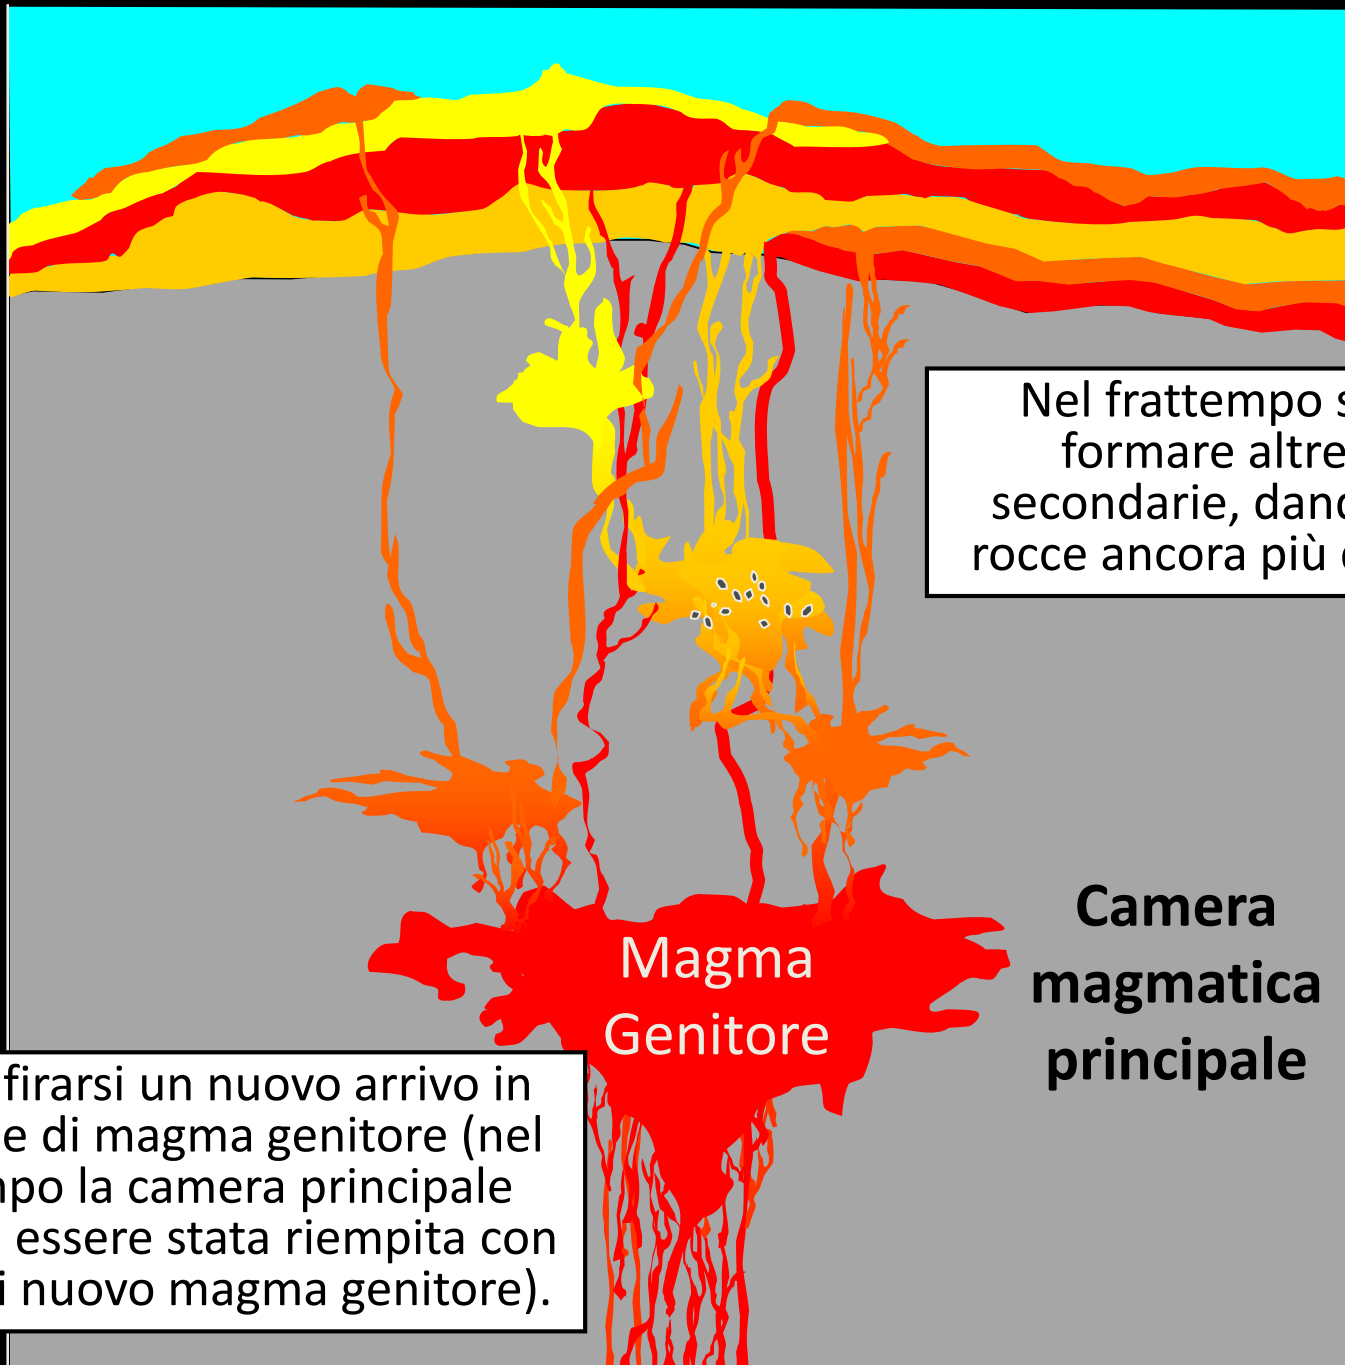 Nel frattempo s
formare altre
secondarie, dand
rocce ancora più
Magma
Genitore
Camera
magmatica
principale
firarsi un nuovo arrivo in
e di magma genitore (nel
npo la camera principale
essere stata riempita con
i nuovo magma genitore).